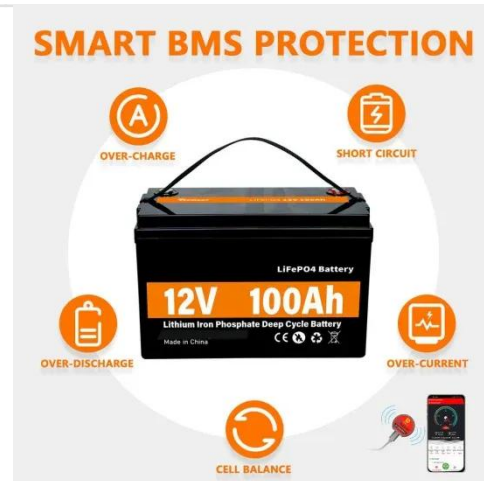 SMART BMS PROTECTION
OVER-CHARGE
SHORT CIRCUIT
LiFePO4 Battery
12V 100Ah
Lithium Iron Phosphate Deep Cycle Battery
Made in China
CE
OVER-DISCHARGE
OVER-CURRENT
CELL BALANCE